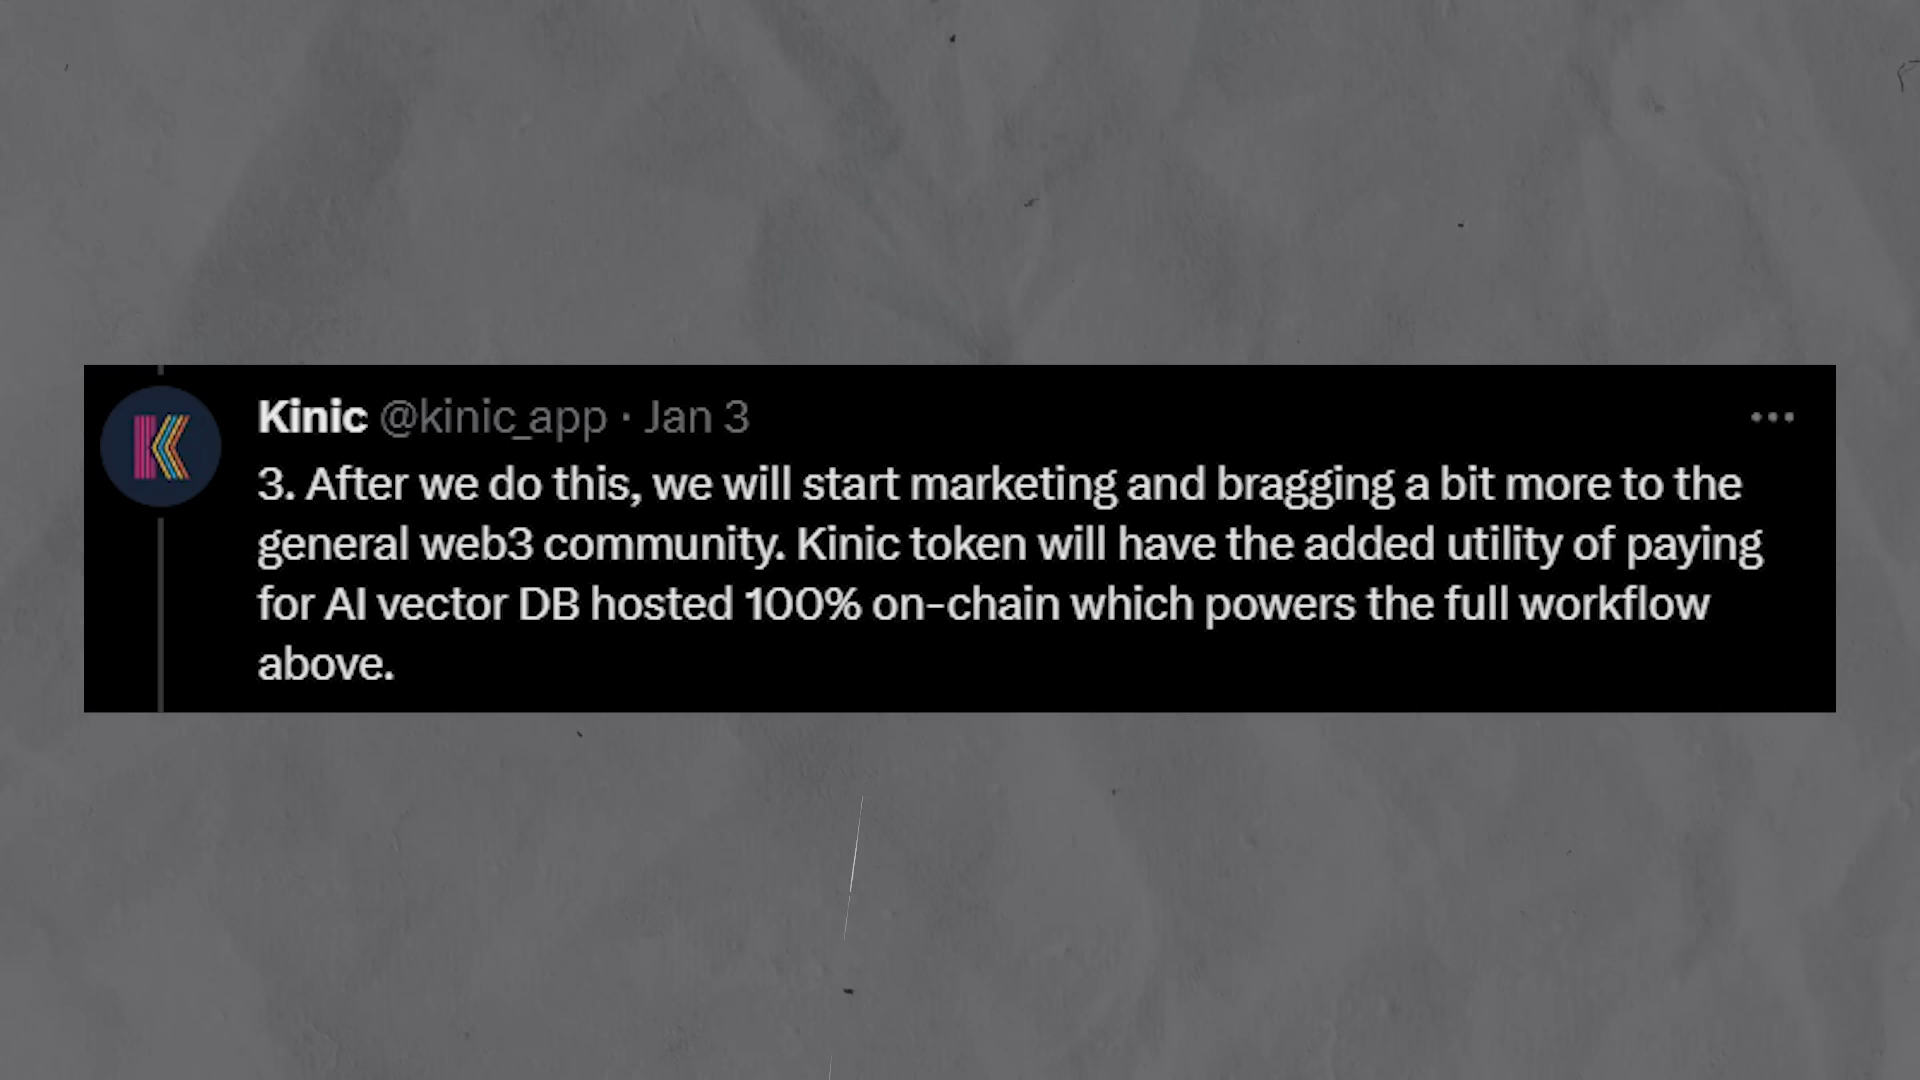 Kinic @kinic_app · Jan 3
3. After we do this, we will start marketing and bragging a bit more to the
general web3 community. Kinic token will have the added utility of paying
for AI vector DB hosted 100% on-chain which powers the full workflow
above.